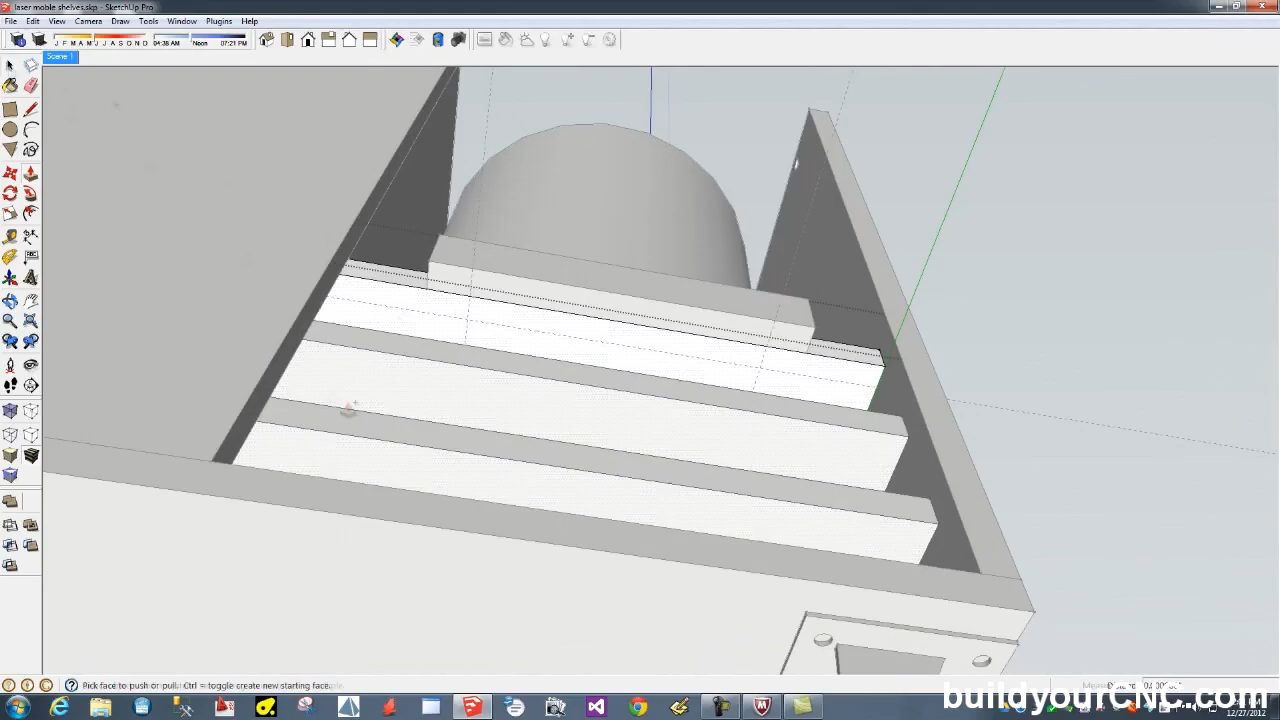 laser moble shelves.skp - SketchUp Pro
File Edit View Camera Draw Tools Window Plugins Help
J F M A M J J A S O N D 04:38 AM Noon 07:21 PM
Scene 1
ABC
Pick face to push or pull. Ctrl = toggle create new starting face.
buildyourcnc.com
12/27/2012